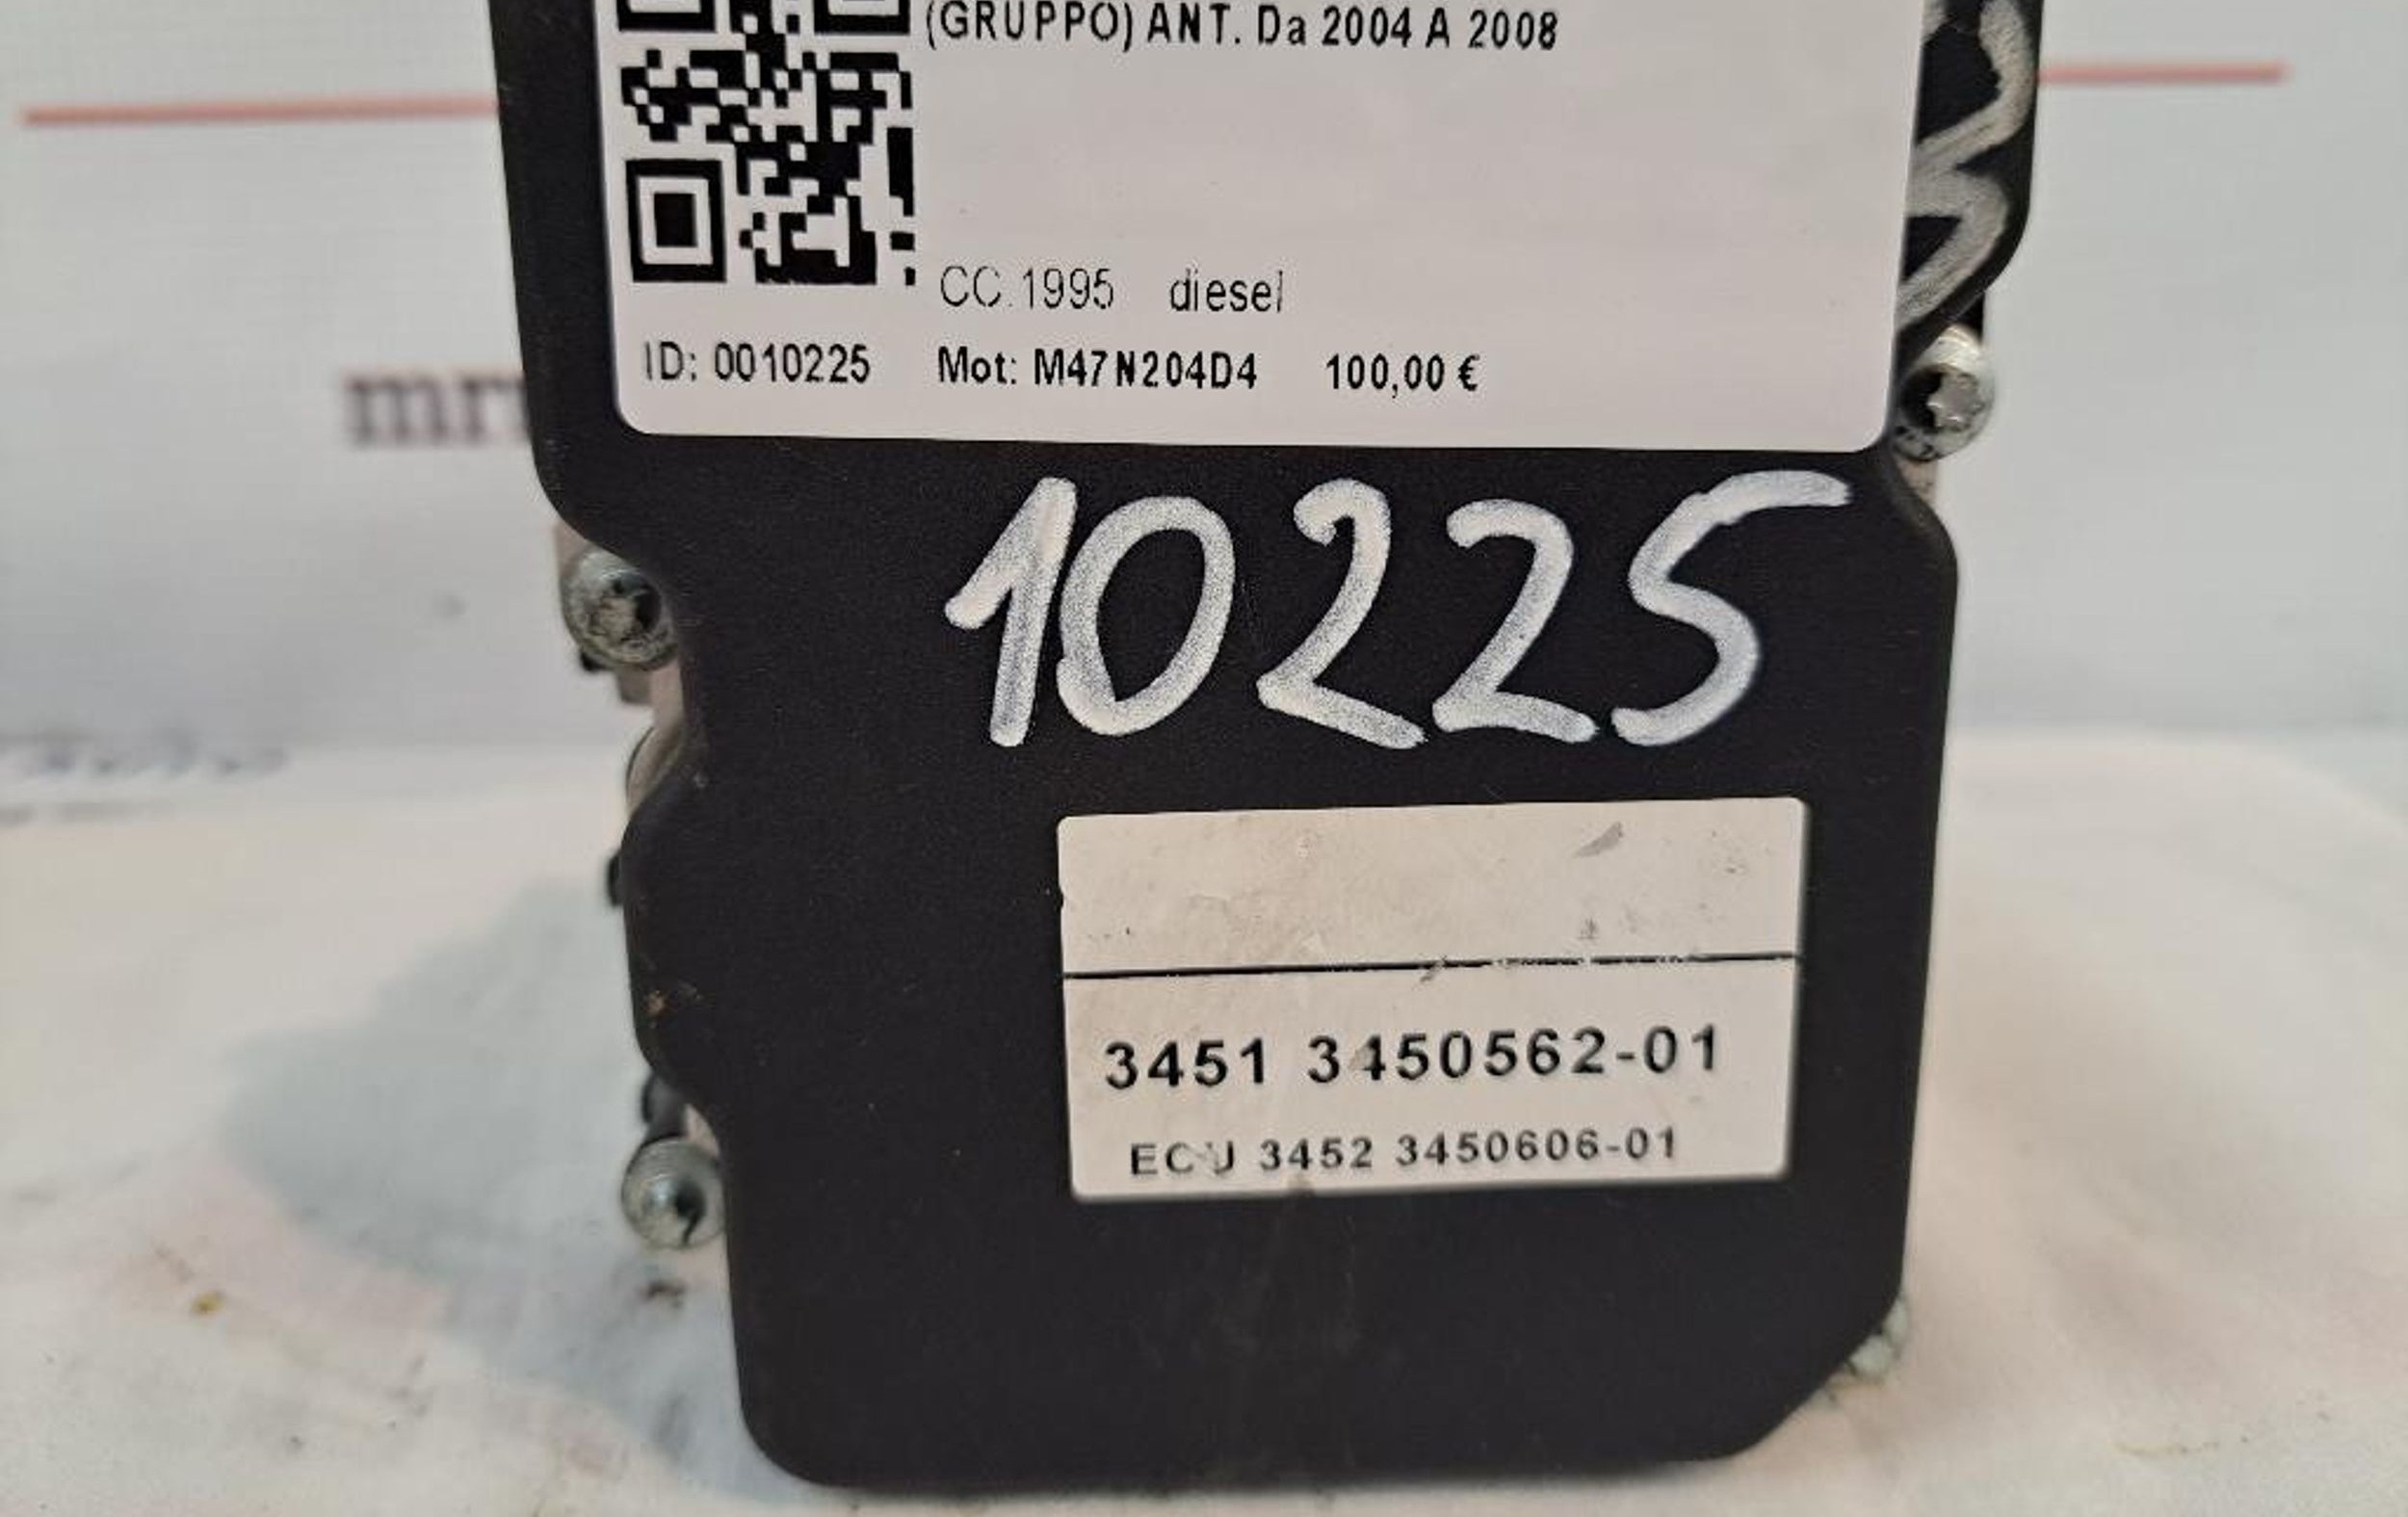 (GRUPPO) ANT. Da 2004 A 2008
CC.1995 diesel
ID: 0010225 Mot: M47N204D4 100,00 €
10225
3451 3450562-01
ECU 3452 3450606-01